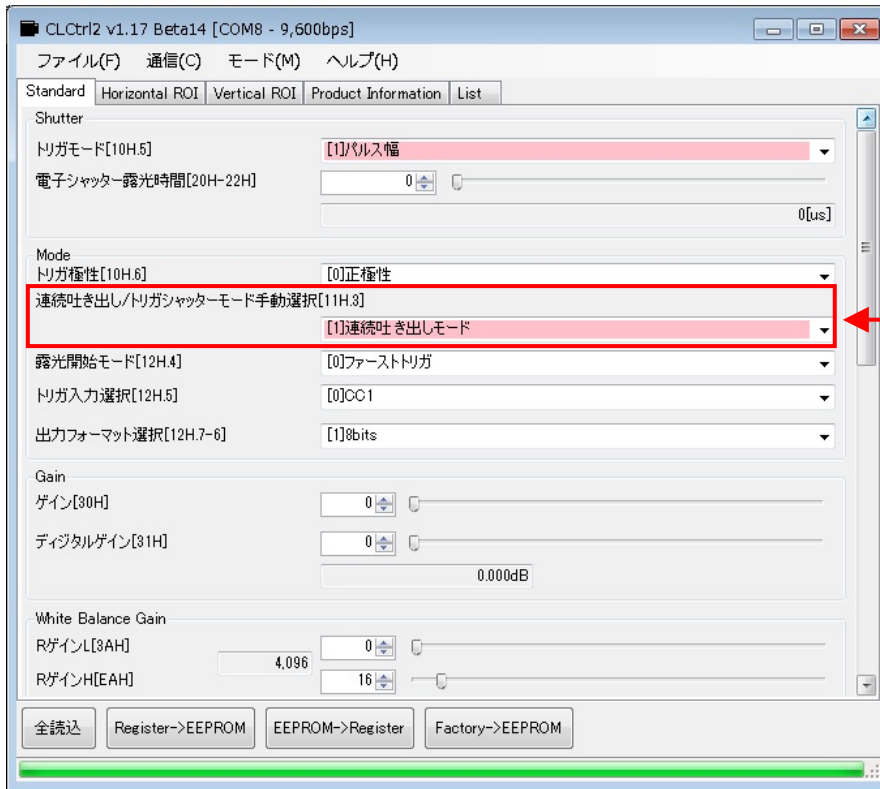 CLCtrl2 v1.17 Beta14 [COM8 - 9,600bps]
ファイル(F) 通信(C) モード(M) ヘルプ(H)
Standard Horizontal ROI Vertical ROI Product Information List
Shutter
トリガモード[10H.5] [1]パルス幅
電子シャッター露光時間[20H-22H] 0
0[us]
Mode
トリガ極性[10H.6] [0]正極性
連続吐き出し/トリガシャッターモード手動選択[11H.3]
[1]連続吐き出しモード
露光開始モード[12H.4] [0]ファーストトリガ
トリガ入力選択[12H.5] [0]CC1
出力フォーマット選択[12H.7-6] [1]8bits
Gain
ゲイン[30H] 0
ディジタルゲイン[31H] 0
0.000dB
White Balance Gain
RゲインL[3AH] 0
4,096
RゲインH[EAH] 16
全読込 Register->EEPROM EEPROM->Register Factory->EEPROM